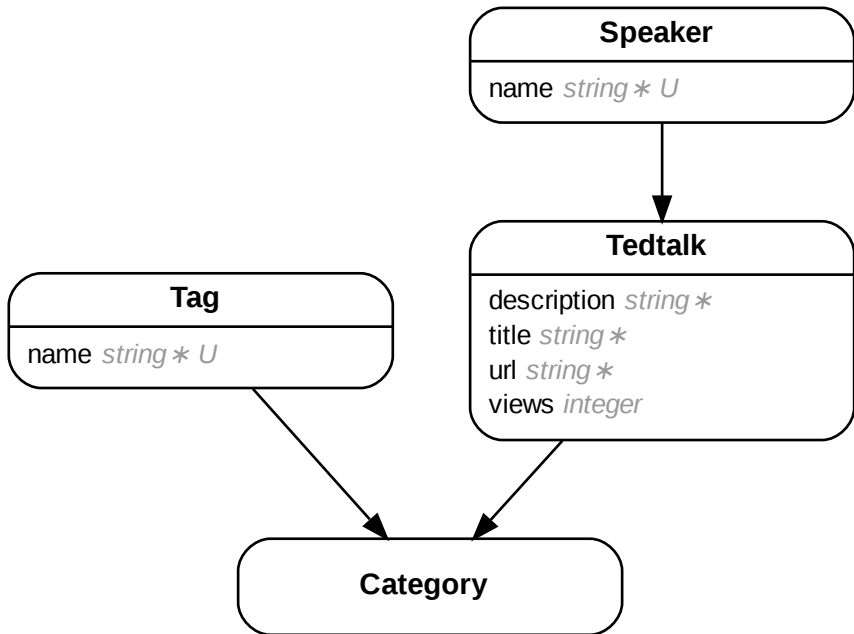 Speaker
name string∗ U
Tedtalk
description string∗
title string∗
url string∗
views integer
Tag
name string∗ U
Category